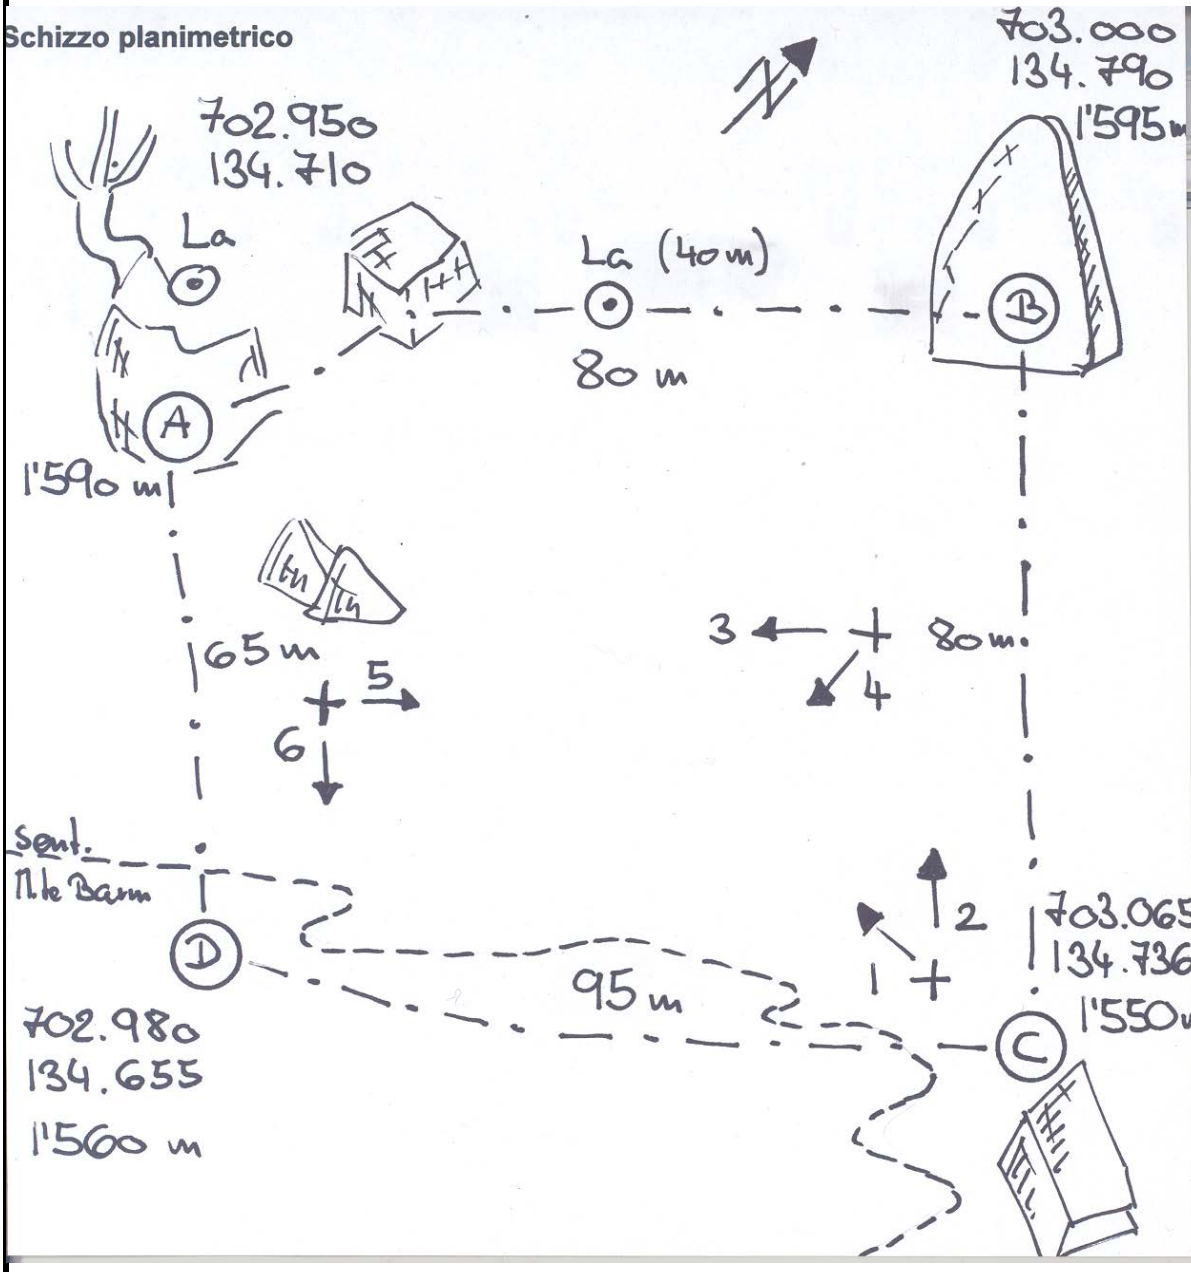 Schizzo planimetrico
703.000
134.790
1'595m
N
702.950
134.710
La
La (40m)
B
80 m
A
1'590 m
65 m
3
80m
4
5
6
sent.
M.te Barm
2
1
703.065
134.736
1'550m
D
95 m
C
702.980
134.655
1'560 m